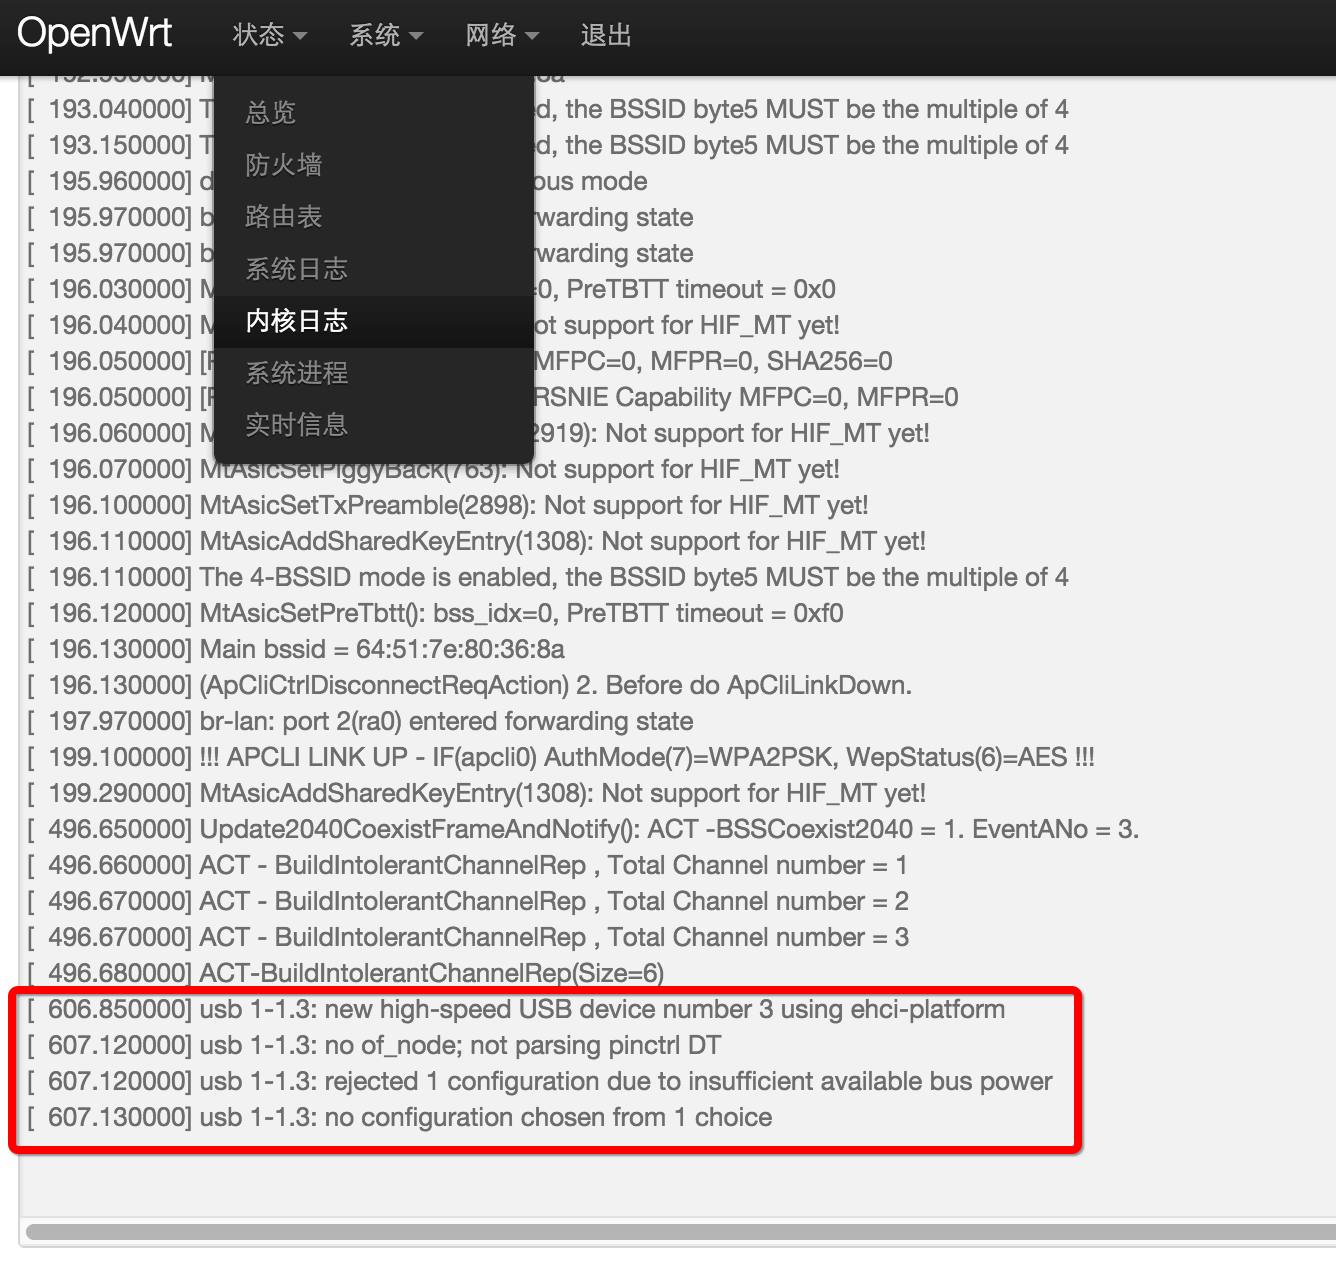 OpenWrt 状态 系统 网络 退出
总览
防火墙
路由表
系统日志
内核日志
系统进程
实时信息
[ 193.040000] T d, the BSSID byte5 MUST be the multiple of 4
[ 193.150000] T d, the BSSID byte5 MUST be the multiple of 4
[ 195.960000] d ous mode
[ 195.970000] b rwarding state
[ 195.970000] b rwarding state
[ 196.030000] M =0, PreTBTT timeout = 0x0
[ 196.040000] M ot support for HIF_MT yet!
[ 196.050000] [ MFPC=0, MFPR=0, SHA256=0
[ 196.050000] [ RSNIE Capability MFPC=0, MFPR=0
[ 196.060000] M 2919): Not support for HIF_MT yet!
[ 196.070000] MtAsicSetPiggyBack(763): Not support for HIF_MT yet!
[ 196.100000] MtAsicSetTxPreamble(2898): Not support for HIF_MT yet!
[ 196.110000] MtAsicAddSharedKeyEntry(1308): Not support for HIF_MT yet!
[ 196.110000] The 4-BSSID mode is enabled, the BSSID byte5 MUST be the multiple of 4
[ 196.120000] MtAsicSetPreTbtt(): bss_idx=0, PreTBTT timeout = 0xf0
[ 196.130000] Main bssid = 64:51:7e:80:36:8a
[ 196.130000] (ApCliCtrlDisconnectReqAction) 2. Before do ApCliLinkDown.
[ 197.970000] br-lan: port 2(ra0) entered forwarding state
[ 199.100000] !!! APCLI LINK UP - IF(apcli0) AuthMode(7)=WPA2PSK, WepStatus(6)=AES !!!
[ 199.290000] MtAsicAddSharedKeyEntry(1308): Not support for HIF_MT yet!
[ 496.650000] Update2040CoexistFrameAndNotify(): ACT -BSSCoexist2040 = 1. EventANo = 3.
[ 496.660000] ACT - BuildIntolerantChannelRep , Total Channel number = 1
[ 496.670000] ACT - BuildIntolerantChannelRep , Total Channel number = 2
[ 496.670000] ACT - BuildIntolerantChannelRep , Total Channel number = 3
[ 496.680000] ACT-BuildIntolerantChannelRep(Size=6)
[ 606.850000] usb 1-1.3: new high-speed USB device number 3 using ehci-platform
[ 607.120000] usb 1-1.3: no of_node; not parsing pinctrl DT
[ 607.120000] usb 1-1.3: rejected 1 configuration due to insufficient available bus power
[ 607.130000] usb 1-1.3: no configuration chosen from 1 choice